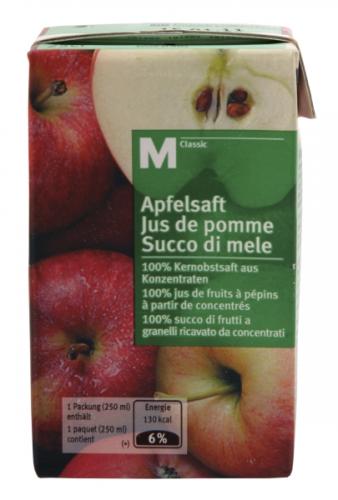 M Classic
Apfelsaft
Jus de pomme
Succo di mele
100% Kernobstsaft aus
Konzentraten
100% jus de fruits à pépins
à partir de concentrés
100% succo di frutti a
granelli ricavato da concentrati
1 Packung (250 ml)
enthält
1 paquet (250 ml)
contient
(*)
Energie
130 kcal
6%